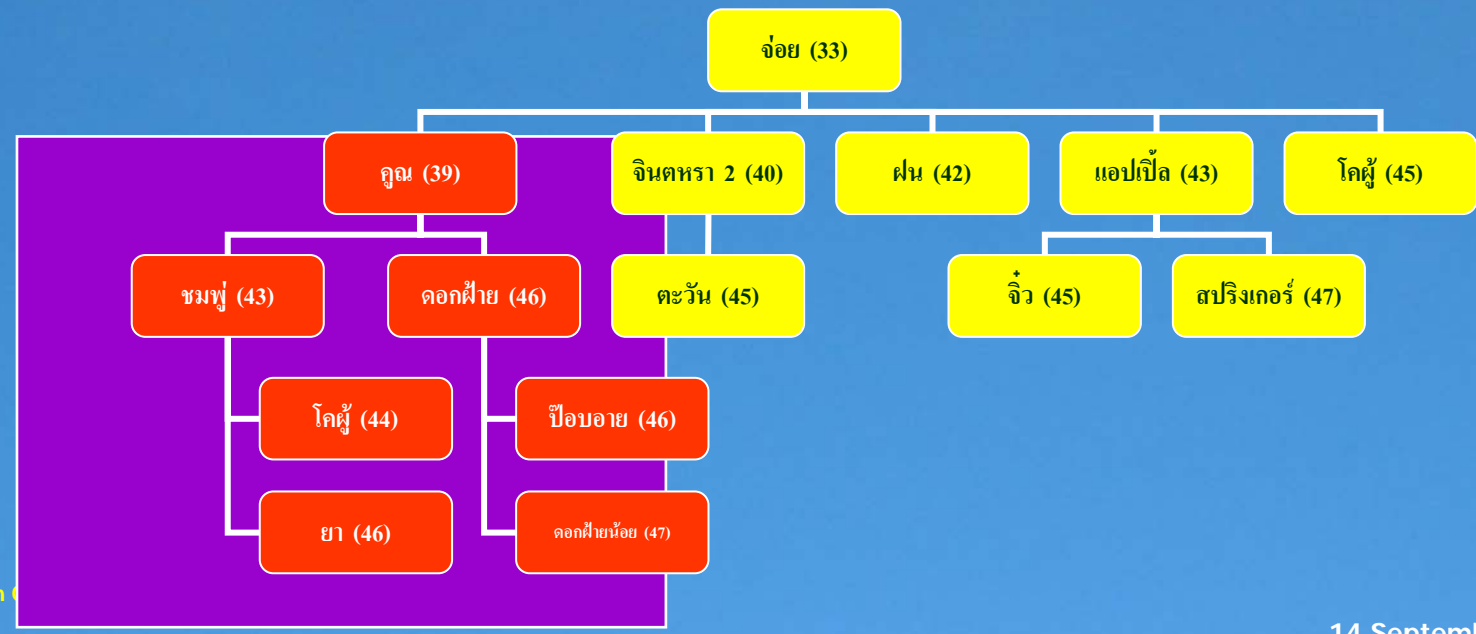 จ่อย (33)
คูณ (39)
จินตหรา 2 (40)
ฝน (42)
แอปเปิ้ล (43)
โคผู้ (45)
ชมพู่ (43)
ดอกฝ้าย (46)
ตะวัน (45)
จิ๋ว (45)
สปริงเกอร์ (47)
โคผู้ (44)
ป๊อบอาย (46)
ยา (46)
ดอกฝ้ายน้อย (47)
14